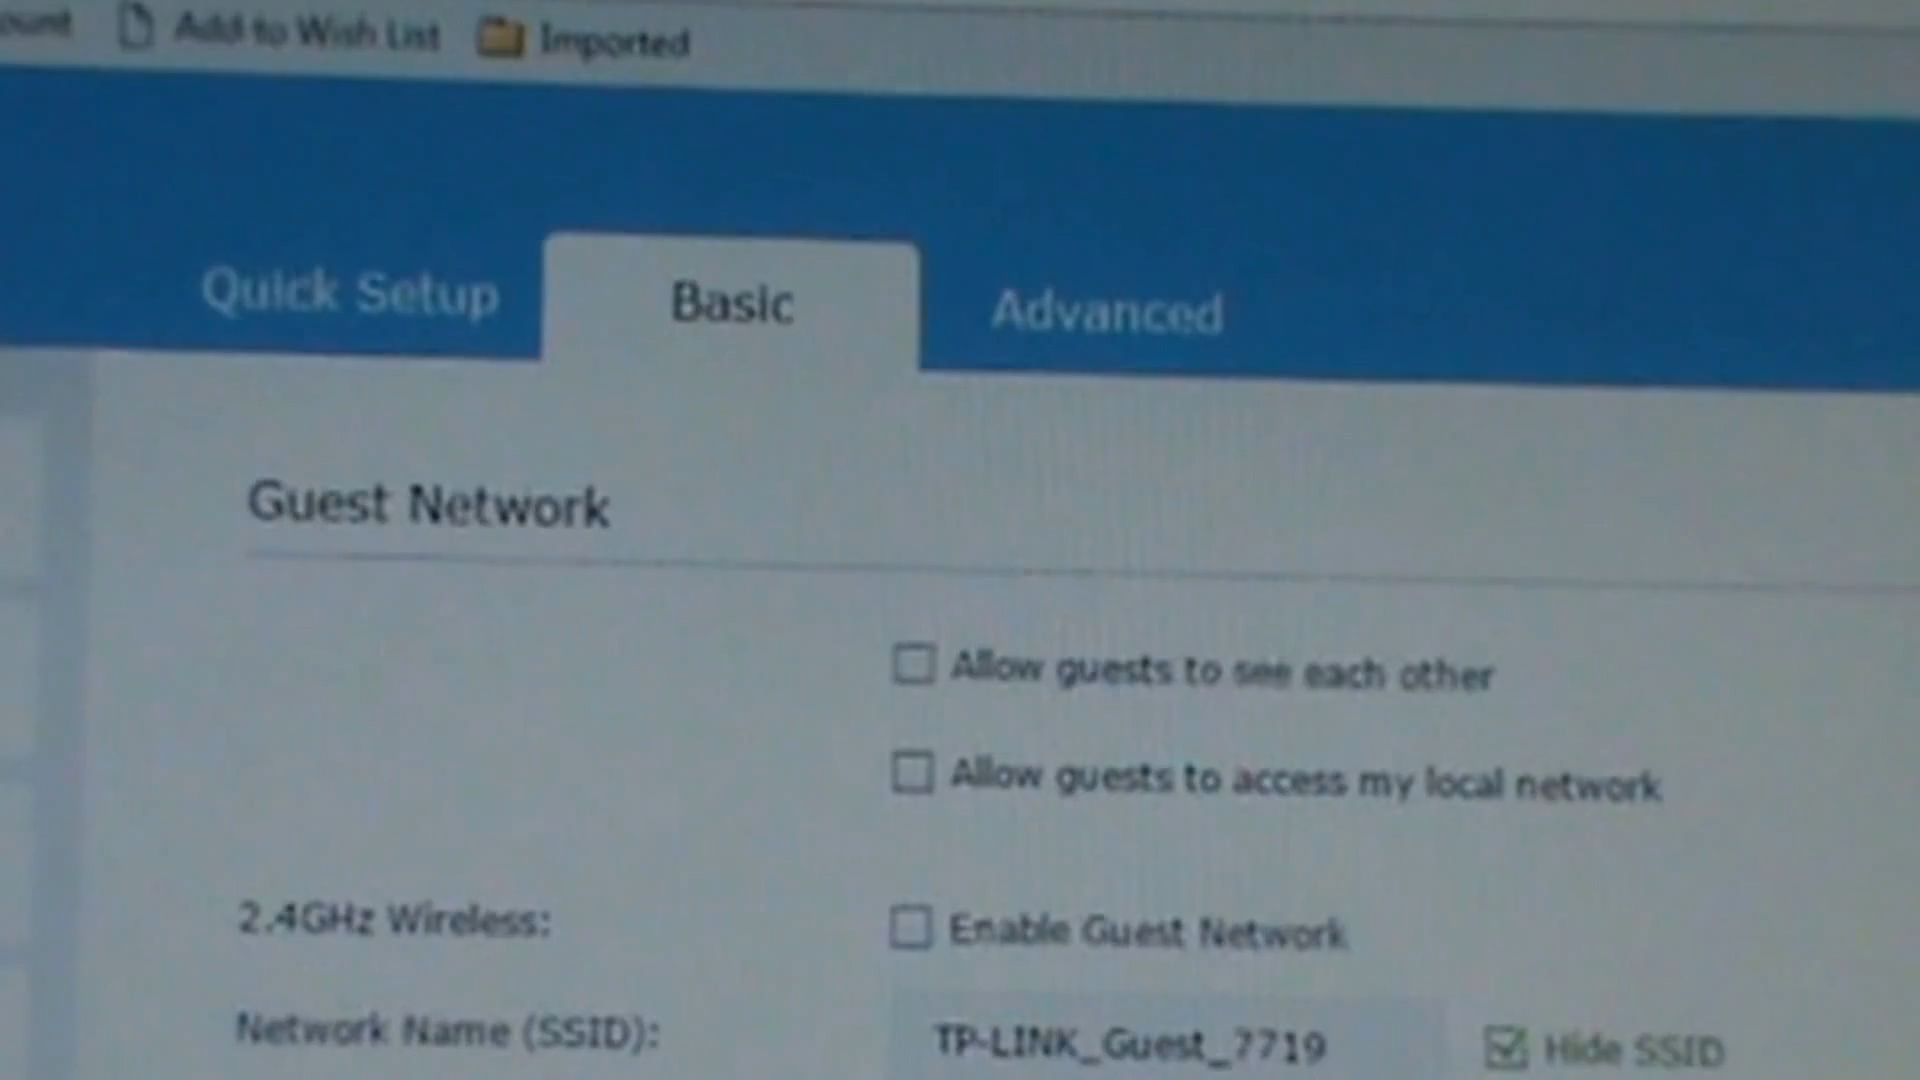 Add to Wish List Imported
Quick Setup Basic Advanced
Guest Network
Allow guests to see each other
Allow guests to access my local network
2.4GHz Wireless: Enable Guest Network
Network Name (SSID): TP-LINK_Guest_7719 Hide SSID